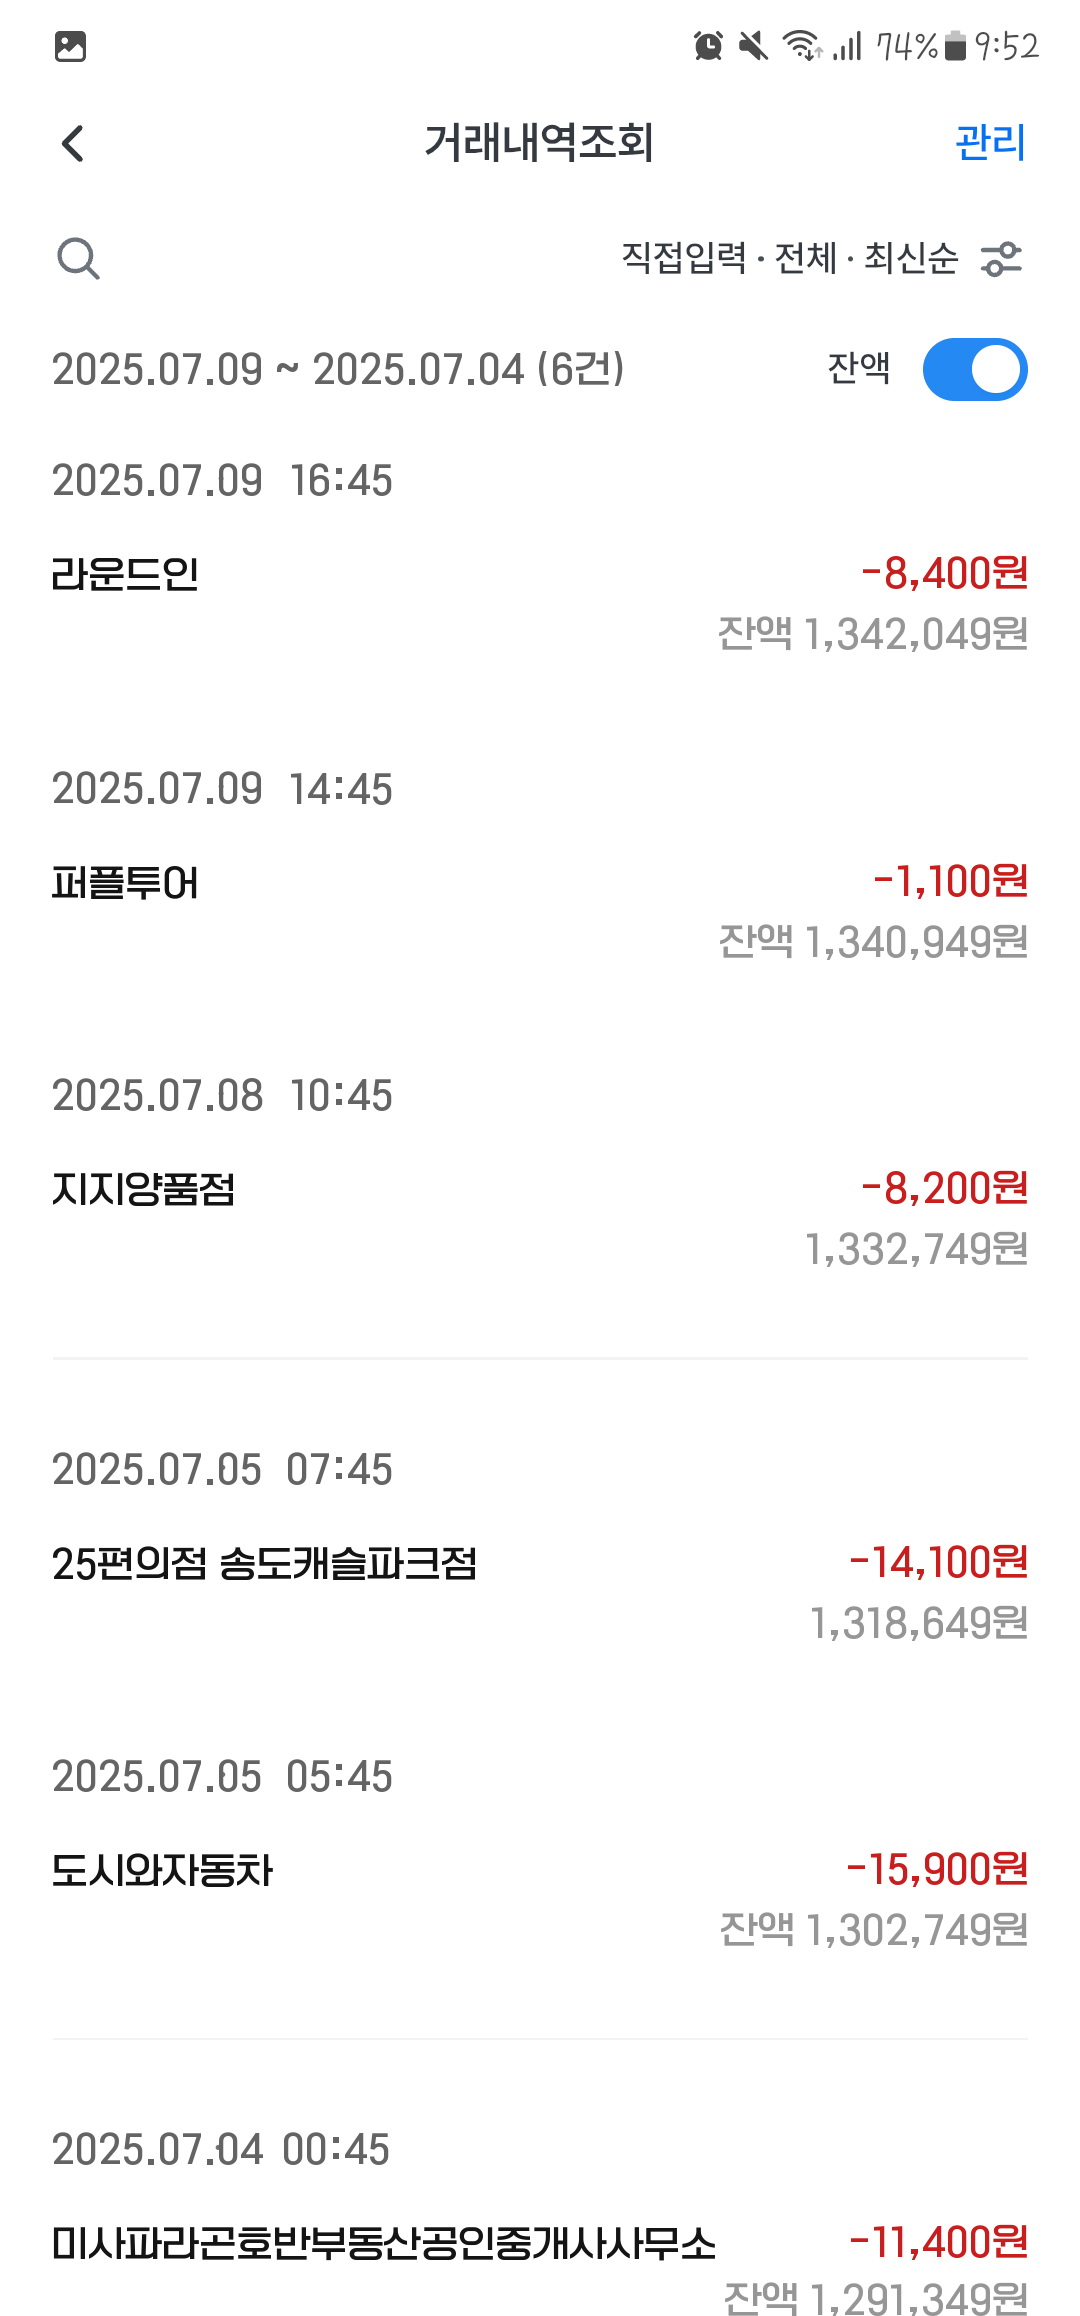 74% 9:52
거래내역조회 관리
직접입력 · 전체 · 최신순
2025.07.09 ~ 2025.07.04 (6건) 잔액
2025.07.09 16:45
라운드인 -8,400원
잔액 1,342,049원
2025.07.09 14:45
퍼플투어 -1,100원
잔액 1,340,949원
2025.07.08 10:45
지지양품점 -8,200원
1,332,749원
2025.07.05 07:45
25편의점 송도캐슬파크점 -14,100원
1,318,649원
2025.07.05 05:45
도시와자동차 -15,900원
잔액 1,302,749원
2025.07.04 00:45
미사파라곤호반부동산공인중개사사무소 -11,400원
잔액 1,291,349원